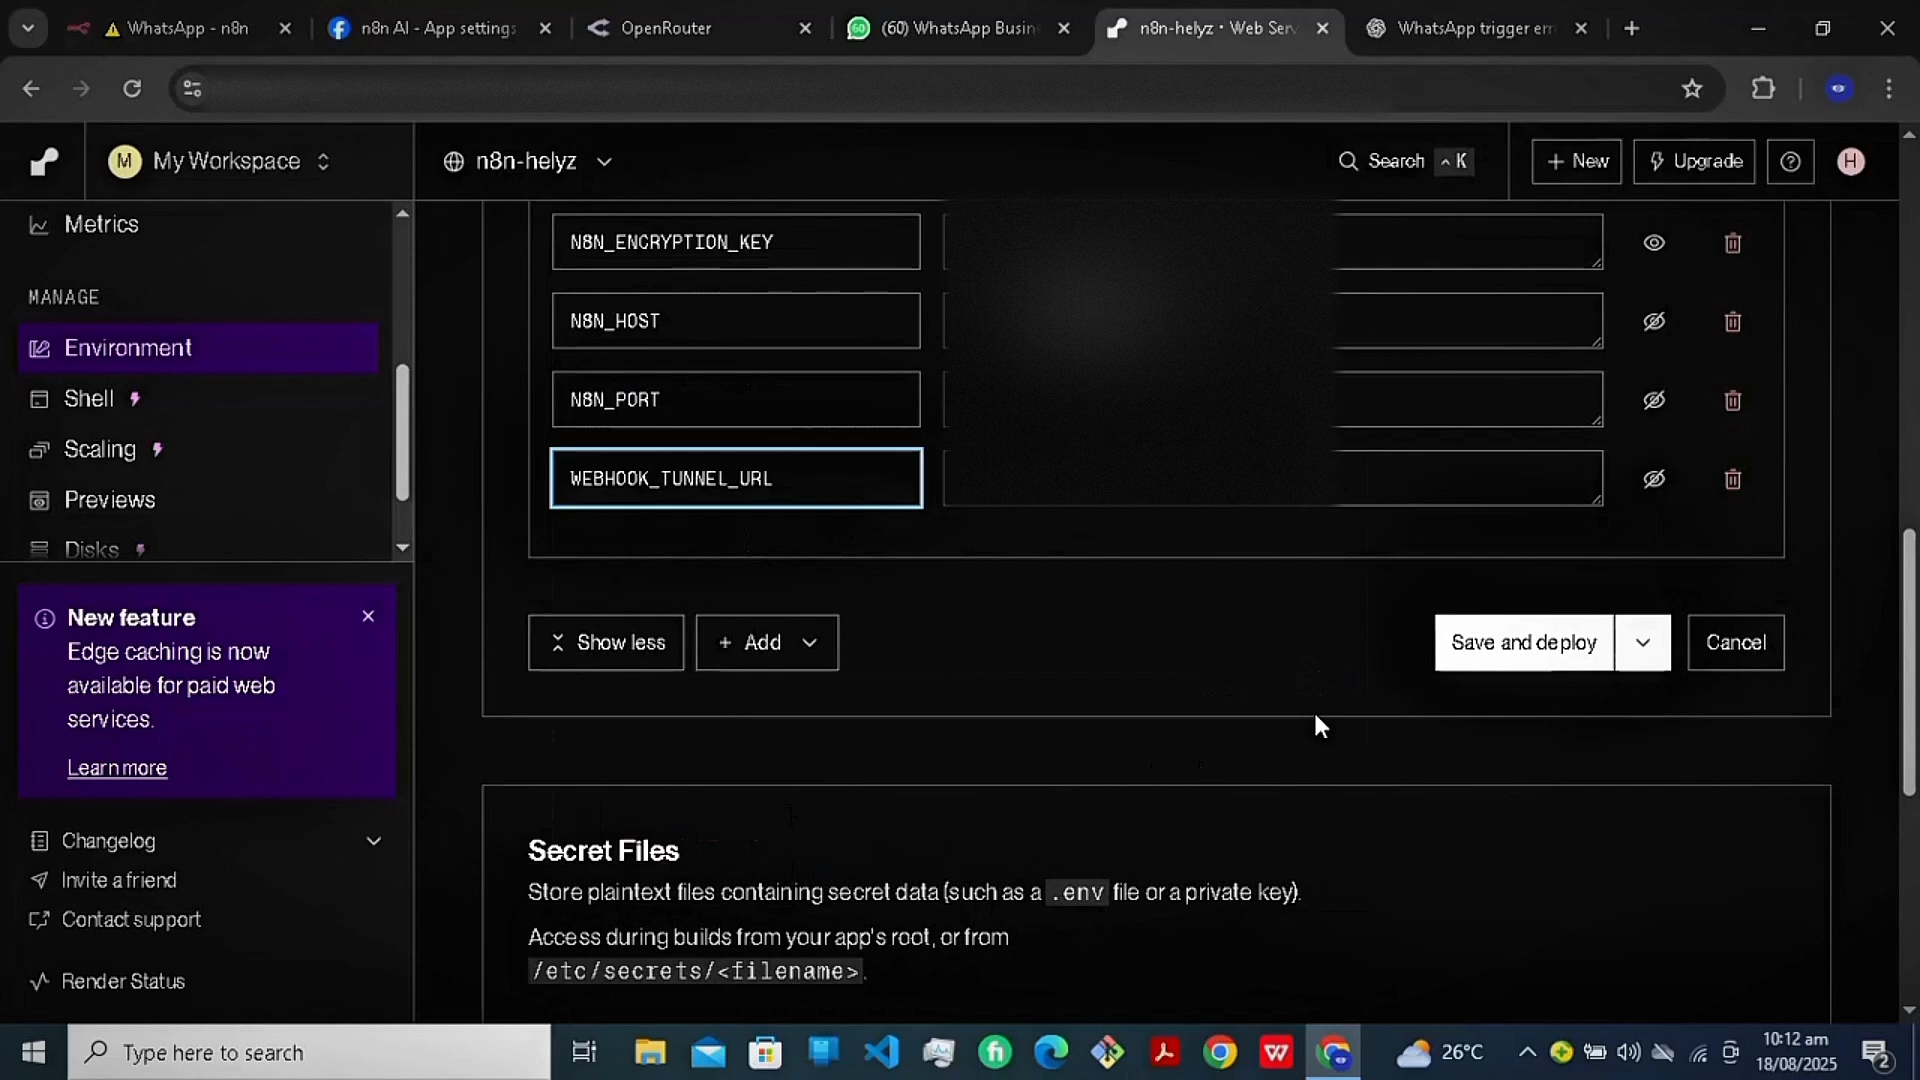 WhatsApp - n8n
n8n AI - App settings
OpenRouter
(60) WhatsApp Busin
n8n-helyz • Web Serv
WhatsApp trigger err
M
My Workspace
n8n-helyz
Search
K
+ New
Upgrade
H
Metrics
MANAGE
Environment
Shell
Scaling
Previews
Disks
N8N_ENCRYPTION_KEY
N8N_HOST
N8N_PORT
WEBHOOK_TUNNEL_URL
Show less
+ Add
Save and deploy
Cancel
New feature
Edge caching is now
available for paid web
services.
Learn more
Changelog
Invite a friend
Contact support
Render Status
Secret Files
Store plaintext files containing secret data (such as a .env file or a private key).
Access during builds from your app's root, or from
/etc/secrets/<filename>.
Type here to search
26°C
10:12 am
18/08/2025
2